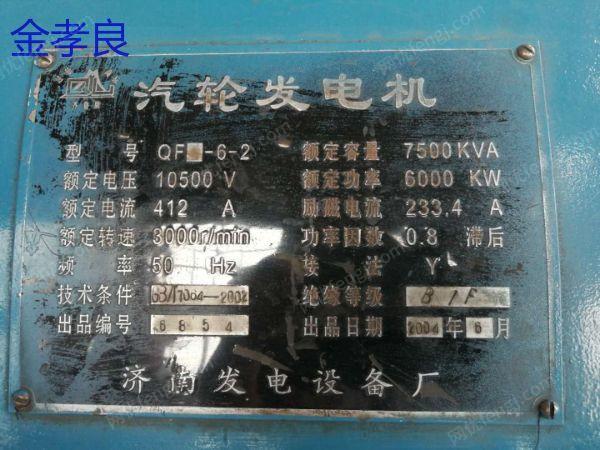 金孝良
汽轮发电机
型号 QF -6-2 额定容量 7500 KVA
额定电压 10500 V 额定功率 6000 KW
额定电流 412 A 励磁电流 233.4 A
额定转速 3000r/min 功率因数 0.8 滞后
频率 50 Hz 接法 Y
技术条件 GB/T7064-2002 绝缘等级 B/F
出品编号 6854 出品日期 2004年6月
济南发电设备厂